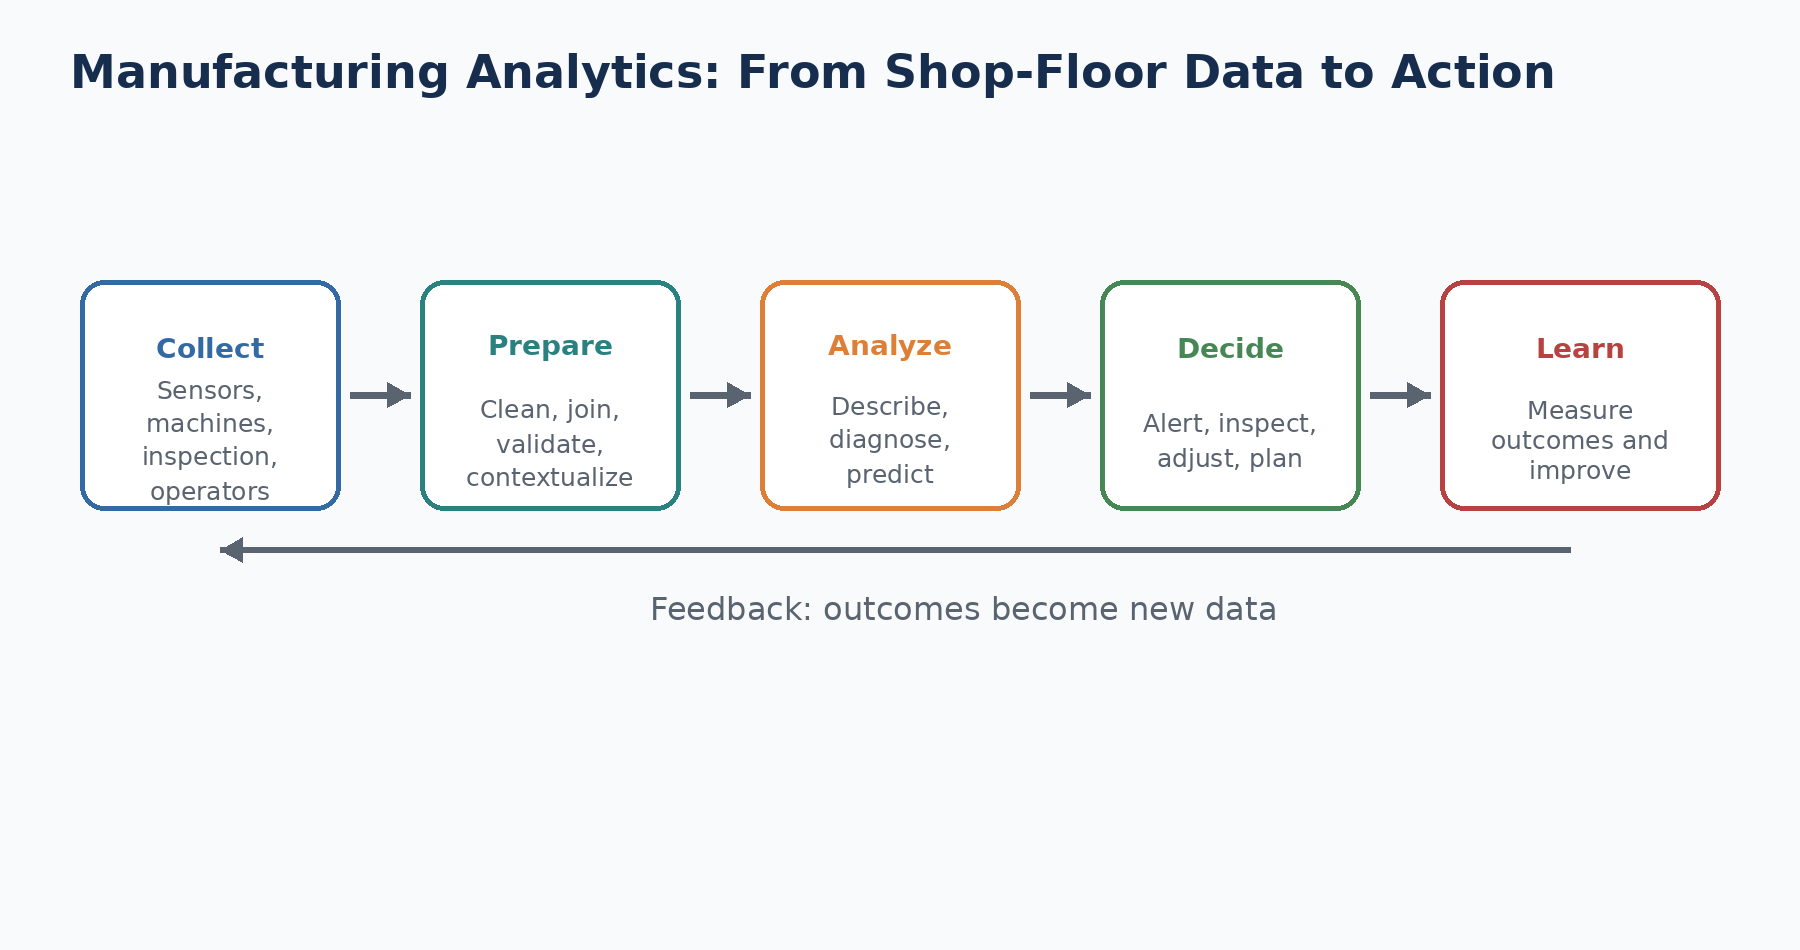 Manufacturing Analytics: From Shop-Floor Data to Action
Collect
Sensors,
machines,
inspection,
operators
Prepare
Clean, join,
validate,
contextualize
Analyze
Describe,
diagnose,
predict
Decide
Alert, inspect,
adjust, plan
Learn
Measure
outcomes and
improve
Feedback: outcomes become new data